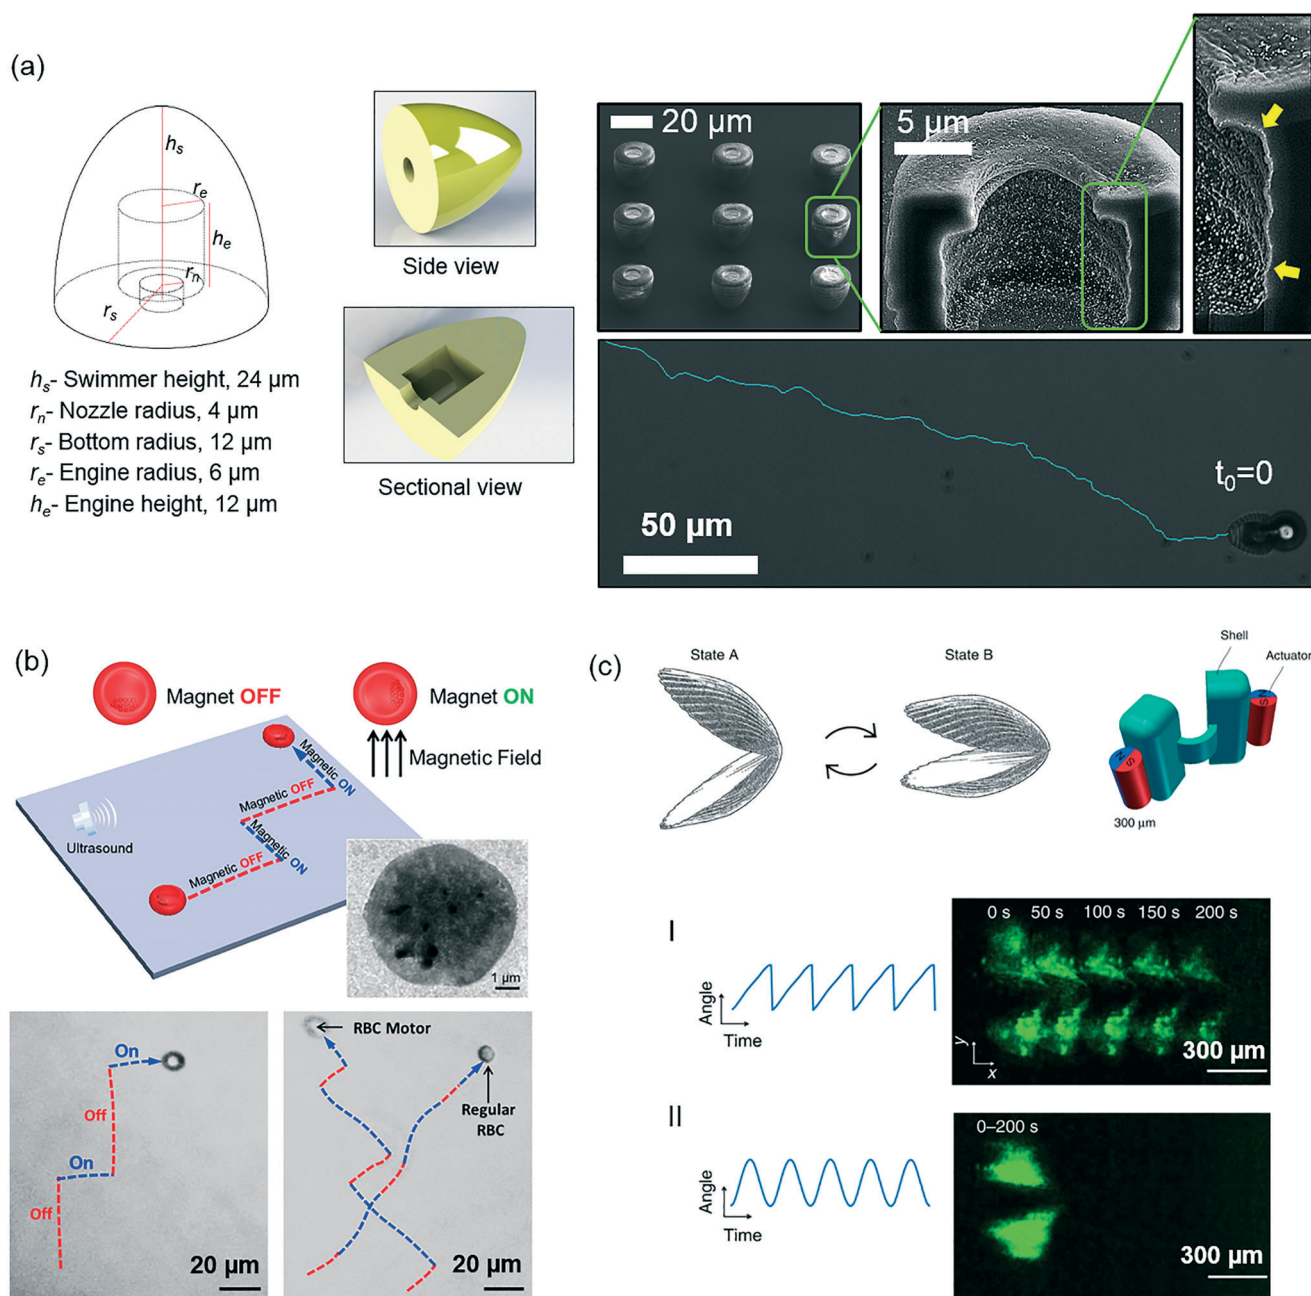 (a)
h_s
r_e
h_e
r_n
r_s
h_s- Swimmer height, 24 µm
r_n- Nozzle radius, 4 µm
r_s- Bottom radius, 12 µm
r_e- Engine radius, 6 µm
h_e- Engine height, 12 µm
Side view
Sectional view
20 µm
5 µm
t_0=0
50 µm
(b)
Magnet OFF
Magnet ON
Magnetic Field
Ultrasound
Magnetic ON
Magnetic OFF
Magnetic ON
Magnetic OFF
1 µm
On
Off
On
Off
20 µm
RBC Motor
Regular
RBC
20 µm
(c)
State A
State B
Shell
Actuator
N
S
N
S
300 µm
I
Angle
Time
0 s 50 s 100 s 150 s 200 s
y
x
300 µm
II
Angle
Time
0–200 s
300 µm